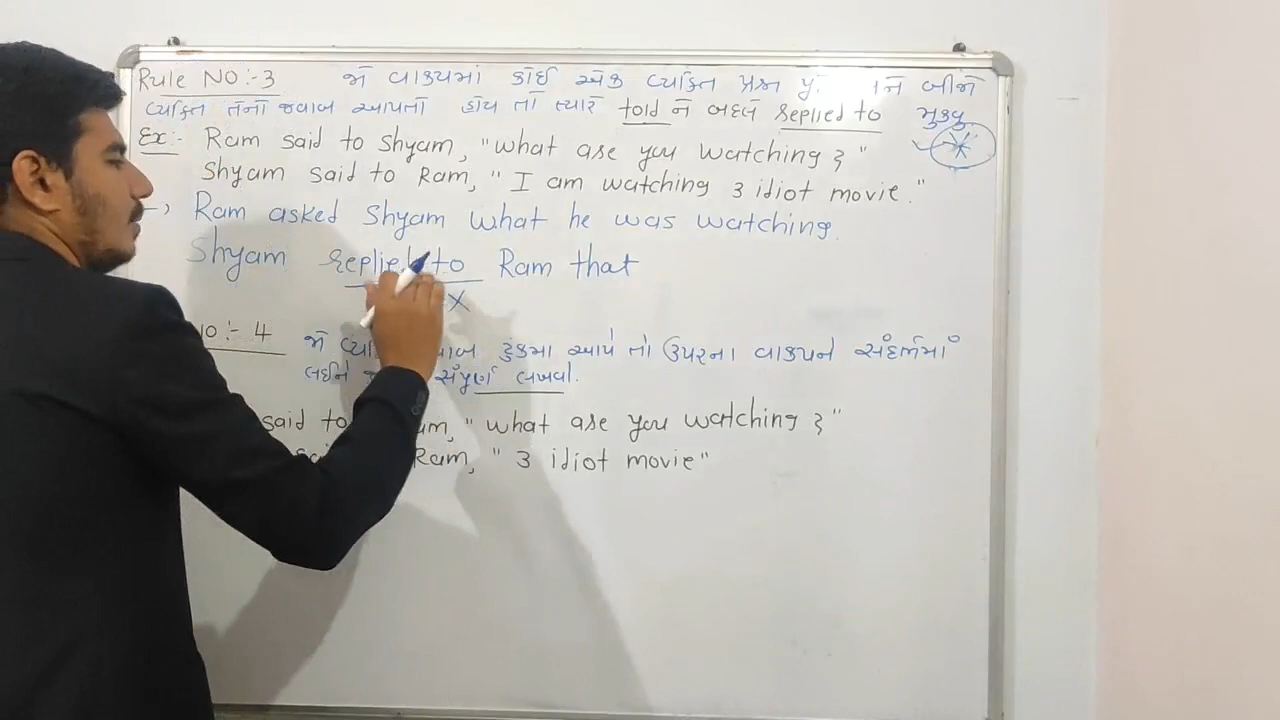 Rule NO:-3 જો વાક્યમાં કોઈ એક વ્યક્તિ પ્રશ્ન પુ. ને બીજો
વ્યક્તિ તેનો જવાબ આપતો હોય તો ત્યારે told ને બદલે replied to મુકવુ
Ex:- Ram said to Shyam, "what are you watching ?"
Shyam said to Ram, "I am watching 3 idiot movie."
Ram asked Shyam what he was watching.
Shyam replied to Ram that
x
NO:- 4 જો આપે તો ઉપરના વાક્યને સંદર્ભમાં
લઈને સંપુર્ણ લખવો.
said to "what are you watching ?"
Ram, "3 idiot movie"